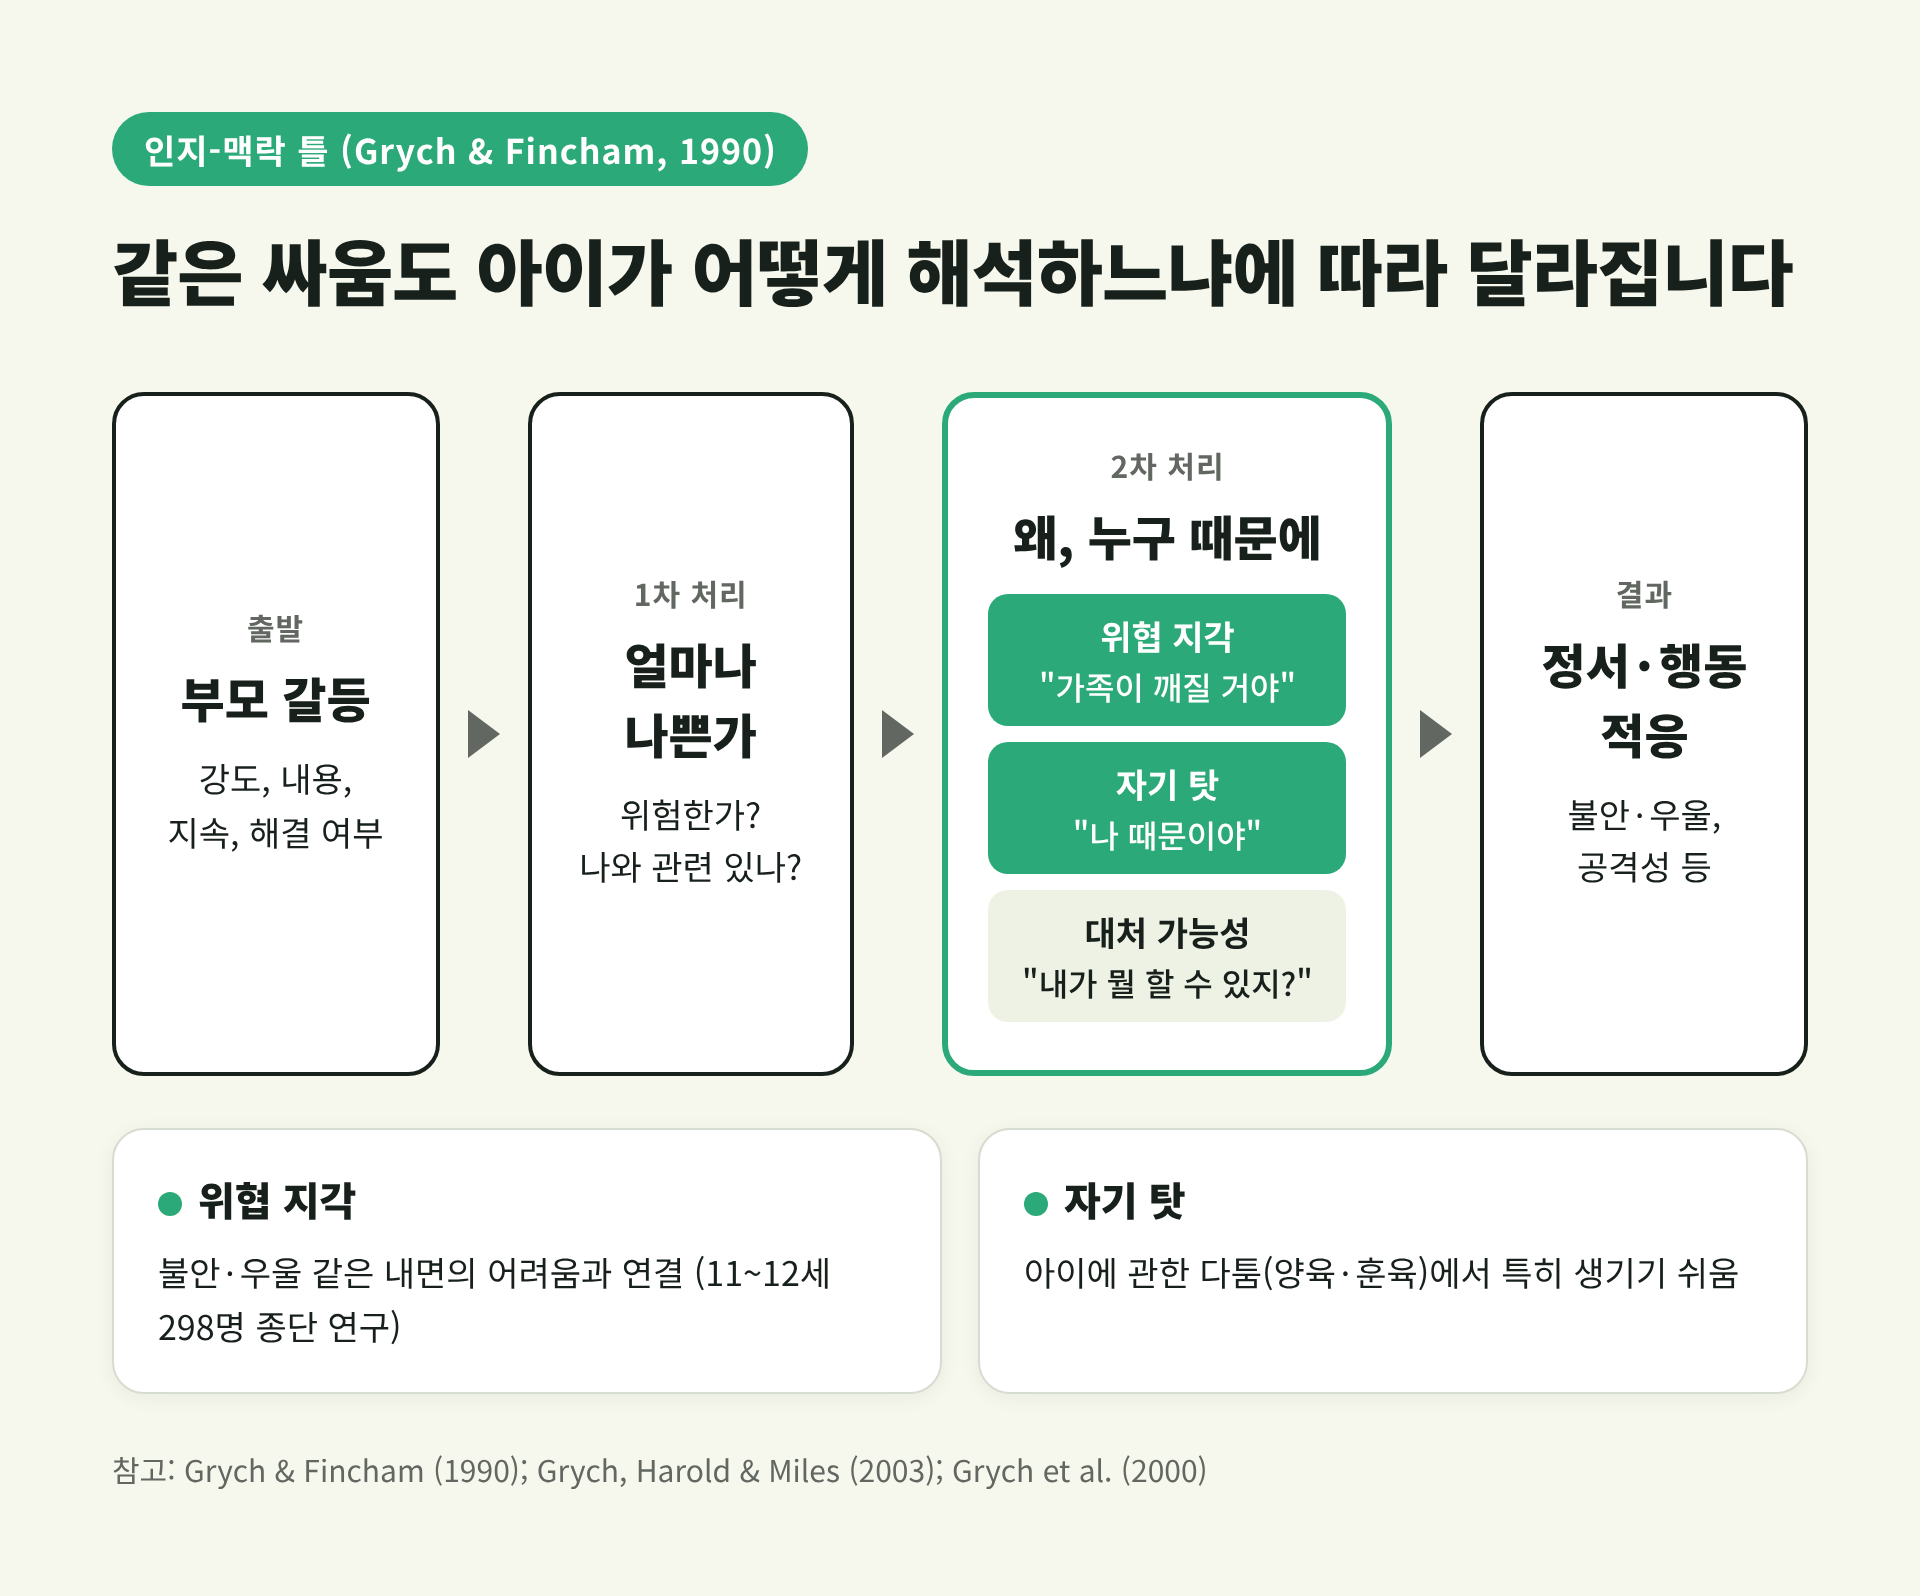 인지-맥락 틀 (Grych & Fincham, 1990)
같은 싸움도 아이가 어떻게 해석하느냐에 따라 달라집니다
출발
부모 갈등
강도, 내용,
지속, 해결 여부
1차 처리
얼마나
나쁜가
위험한가?
나와 관련 있나?
2차 처리
왜, 누구 때문에
위협 지각
"가족이 깨질 거야"
자기 탓
"나 때문이야"
대처 가능성
"내가 뭘 할 수 있지?"
결과
정서·행동
적응
불안·우울,
공격성 등
위협 지각
불안·우울 같은 내면의 어려움과 연결 (11~12세
298명 종단 연구)
자기 탓
아이에 관한 다툼(양육·훈육)에서 특히 생기기 쉬움
참고: Grych & Fincham (1990); Grych, Harold & Miles (2003); Grych et al. (2000)